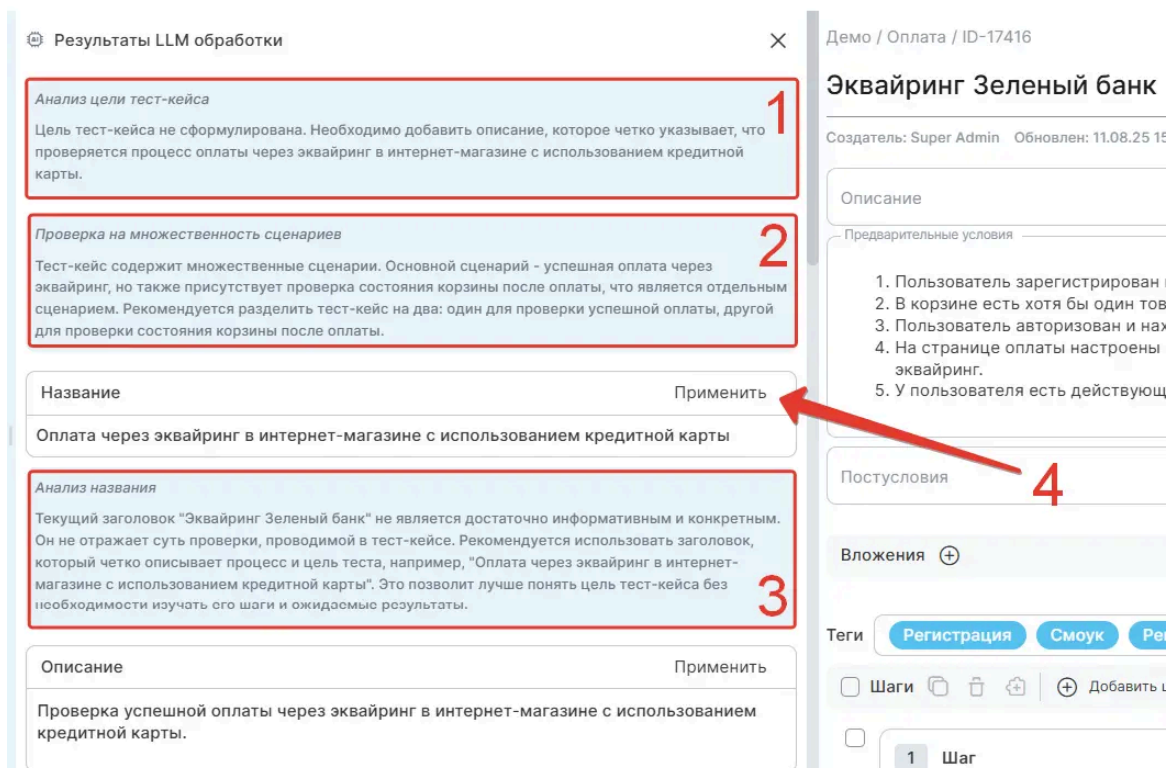 Результаты LLM обработки
Анализ цели тест-кейса
1
Цель тест-кейса не сформулирована. Необходимо добавить описание, которое четко указывает, что
проверяется процесс оплаты через эквайринг в интернет-магазине с использованием кредитной
карты.
Проверка на множественность сценариев
2
Тест-кейс содержит множественные сценарии. Основной сценарий - успешная оплата через
эквайринг, но также присутствует проверка состояния корзины после оплаты, что является отдельным
сценарием. Рекомендуется разделить тест-кейс на два: один для проверки успешной оплаты, другой
для проверки состояния корзины после оплаты.
Название Применить
Оплата через эквайринг в интернет-магазине с использованием кредитной карты
Анализ названия
Текущий заголовок "Эквайринг Зеленый банк" не является достаточно информативным и конкретным.
Он не отражает суть проверки, проводимой в тест-кейсе. Рекомендуется использовать заголовок,
который четко описывает процесс и цель теста, например, "Оплата через эквайринг в интернет-
магазине с использованием кредитной карты". Это позволит лучше понять цель тест-кейса без
необходимости изучать его шаги и ожидаемые результаты.
3
Описание Применить
Проверка успешной оплаты через эквайринг в интернет-магазине с использованием
кредитной карты.
Демо / Оплата / ID-17416
Эквайринг Зеленый банк
Создатель: Super Admin Обновлен: 11.08.25 15
Описание
Предварительные условия
1. Пользователь зарегистрирован
2. В корзине есть хотя бы один тов
3. Пользователь авторизован и нах
4. На странице оплаты настроены
эквайринг.
5. У пользователя есть действующ
4
Постусловия
Вложения
Теги Регистрация Смоук Рег
Шаги Добавить
1 Шаг